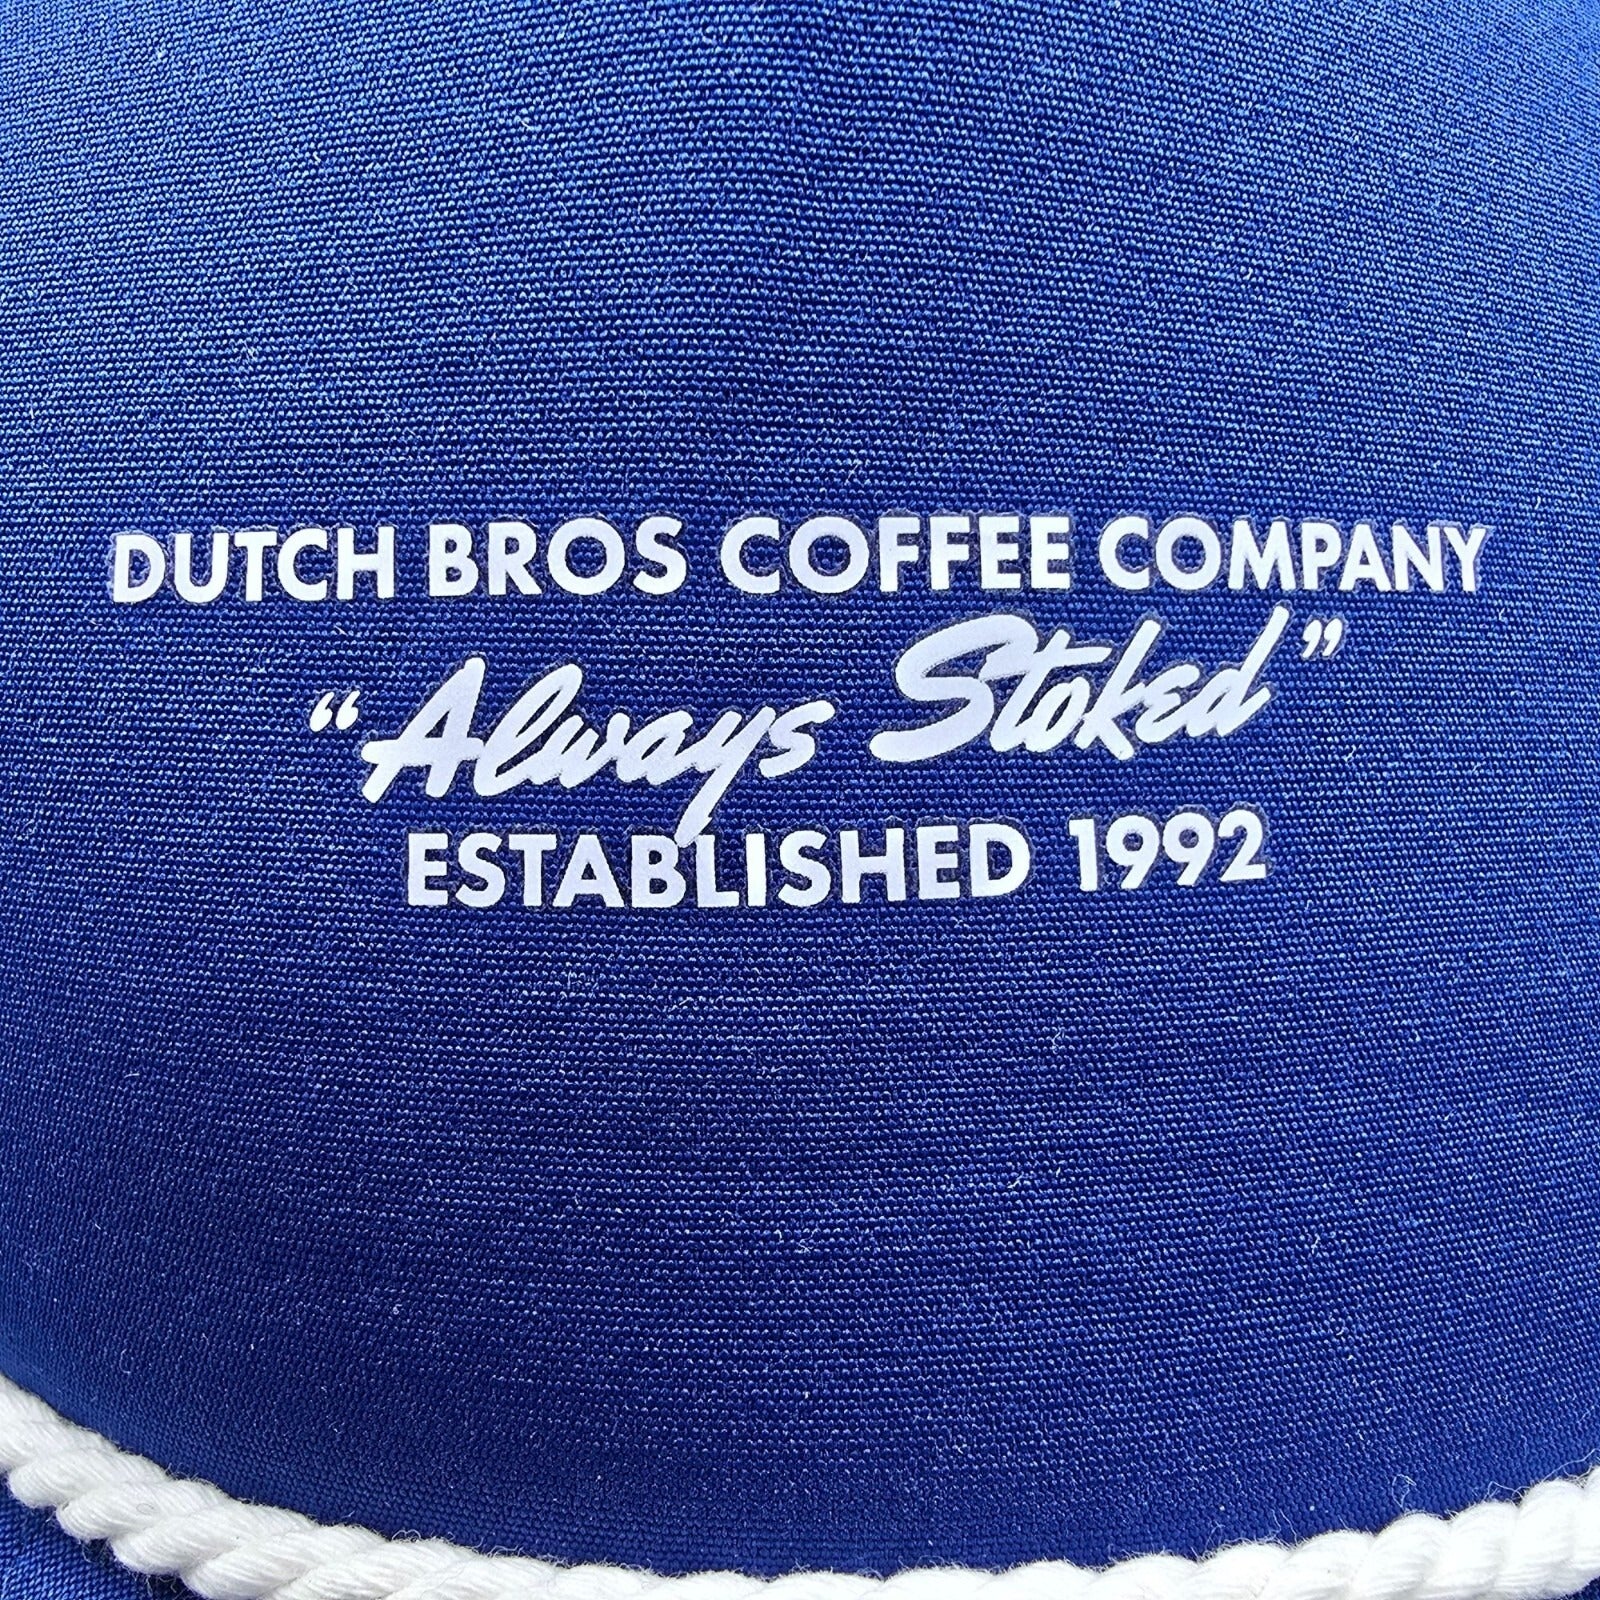 DUTCH BROS COFFEE COMPANY
“Always Stoked”
ESTABLISHED 1992